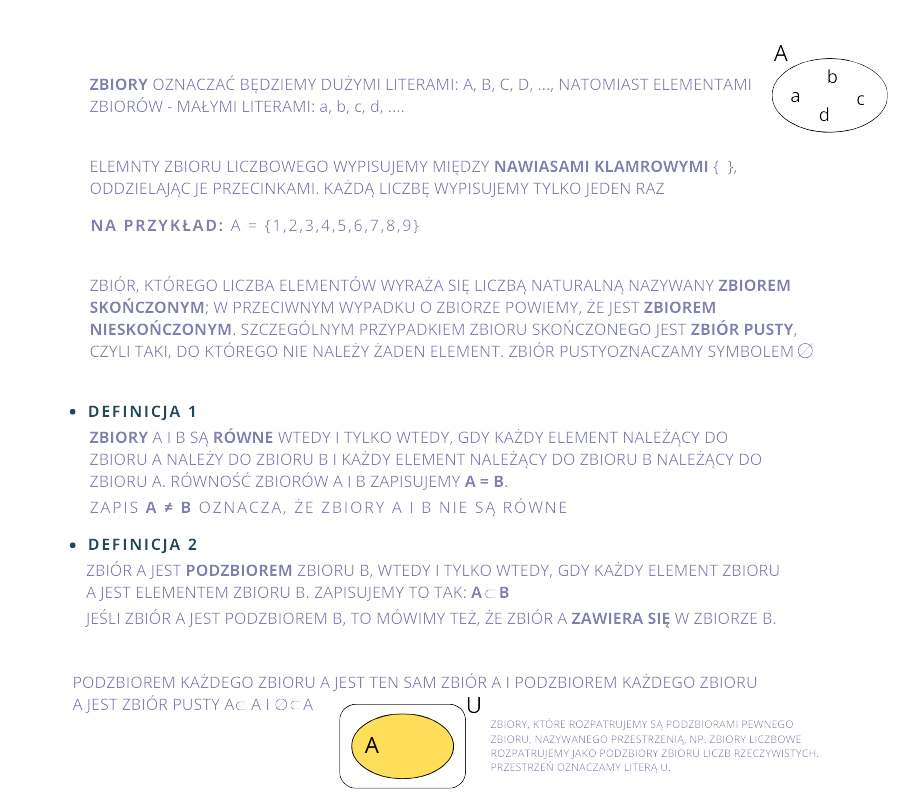 A
ZBIORY OZNACZAĆ BĘDZIEMY DUŻYMI LITERAMI: A, B, C, D, ..., NATOMIAST ELEMENTAMI
ZBIORÓW - MAŁYMI LITERAMI: a, b, c, d, ....
b
a
c
d
ELEMNTY ZBIORU LICZBOWEGO WYPISUJEMY MIĘDZY NAWIASAMI KLAMROWYMI { },
ODDZIELAJĄC JE PRZECINKAMI. KAŻDĄ LICZBĘ WYPISUJEMY TYLKO JEDEN RAZ
NA PRZYKŁAD: A = {1,2,3,4,5,6,7,8,9}
ZBIÓR, KTÓREGO LICZBA ELEMENTÓW WYRAŻA SIĘ LICZBĄ NATURALNĄ NAZYWANY ZBIOREM
SKOŃCZONYM; W PRZECIWNYM WYPADKU O ZBIORZE POWIEMY, ŻE JEST ZBIOREM
NIESKOŃCZONYM. SZCZEGÓLNYM PRZYPADKIEM ZBIORU SKOŃCZONEGO JEST ZBIÓR PUSTY,
CZYLI TAKI, DO KTÓREGO NIE NALEŻY ŻADEN ELEMENT. ZBIÓR PUSTYOZNACZAMY SYMBOLEM ∅
• DEFINICJA 1
ZBIORY A I B SĄ RÓWNE WTEDY I TYLKO WTEDY, GDY KAŻDY ELEMENT NALEŻĄCY DO
ZBIORU A NALEŻY DO ZBIORU B I KAŻDY ELEMENT NALEŻĄCY DO ZBIORU B NALEŻĄCY DO
ZBIORU A. RÓWNOŚĆ ZBIORÓW A I B ZAPISUJEMY A = B.
ZAPIS A ≠ B OZNACZA, ŻE ZBIORY A I B NIE SĄ RÓWNE
• DEFINICJA 2
ZBIÓR A JEST PODZBIOREM ZBIORU B, WTEDY I TYLKO WTEDY, GDY KAŻDY ELEMENT ZBIORU
A JEST ELEMENTEM ZBIORU B. ZAPISUJEMY TO TAK: A ⊂ B
JEŚLI ZBIÓR A JEST PODZBIOREM B, TO MÓWIMY TEŻ, ŻE ZBIÓR A ZAWIERA SIĘ W ZBIORZE B.
PODZBIOREM KAŻDEGO ZBIORU A JEST TEN SAM ZBIÓR A I PODZBIOREM KAŻDEGO ZBIORU
A JEST ZBIÓR PUSTY A⊂A I ∅⊂A
U
A
ZBIORY, KTÓRE ROZPATRUJEMY SĄ PODZBIORAMI PEWNEGO
ZBIORU, NAZYWANEGO PRZESTRZENIĄ, NP. ZBIORY LICZBOWE
ROZPATRUJEMY JAKO PODZBIORY ZBIORU LICZB RZECZYWISTYCH.
PRZESTRZEŃ OZNACZAMY LITERĄ U.